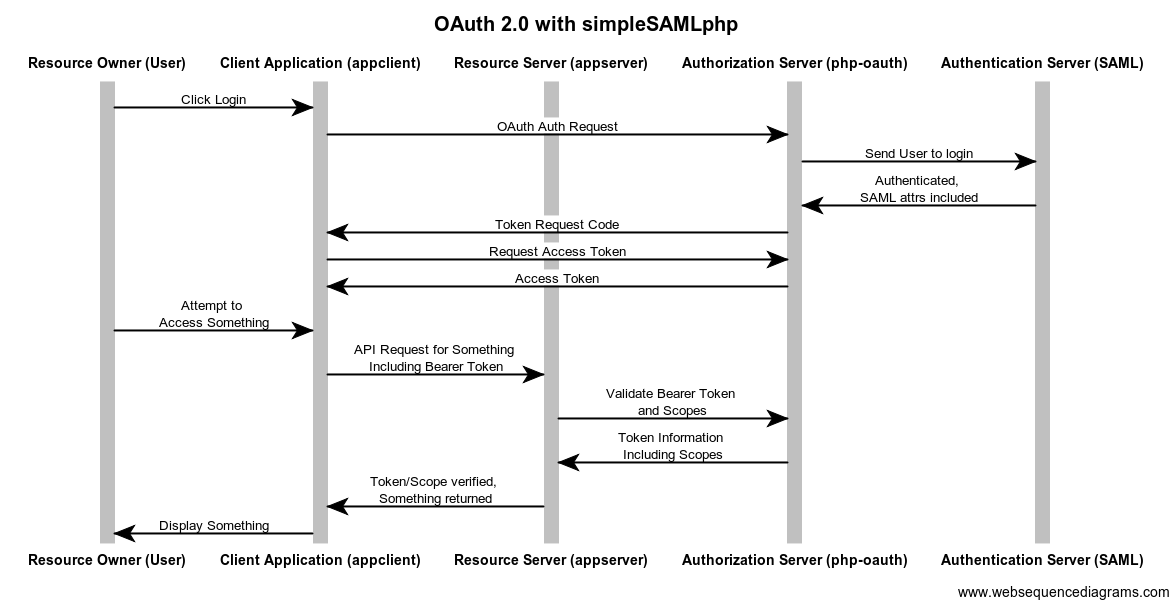 OAuth 2.0 with simpleSAMLphp
Resource Owner (User) Client Application (appclient) Resource Server (appserver) Authorization Server (php-oauth) Authentication Server (SAML)
Click Login
OAuth Auth Request
Send User to login
Authenticated,
SAML attrs included
Token Request Code
Request Access Token
Access Token
Attempt to
Access Something
API Request for Something
Including Bearer Token
Validate Bearer Token
and Scopes
Token Information
Including Scopes
Token/Scope verified,
Something returned
Display Something
Resource Owner (User) Client Application (appclient) Resource Server (appserver) Authorization Server (php-oauth) Authentication Server (SAML)
www.websequencediagrams.com